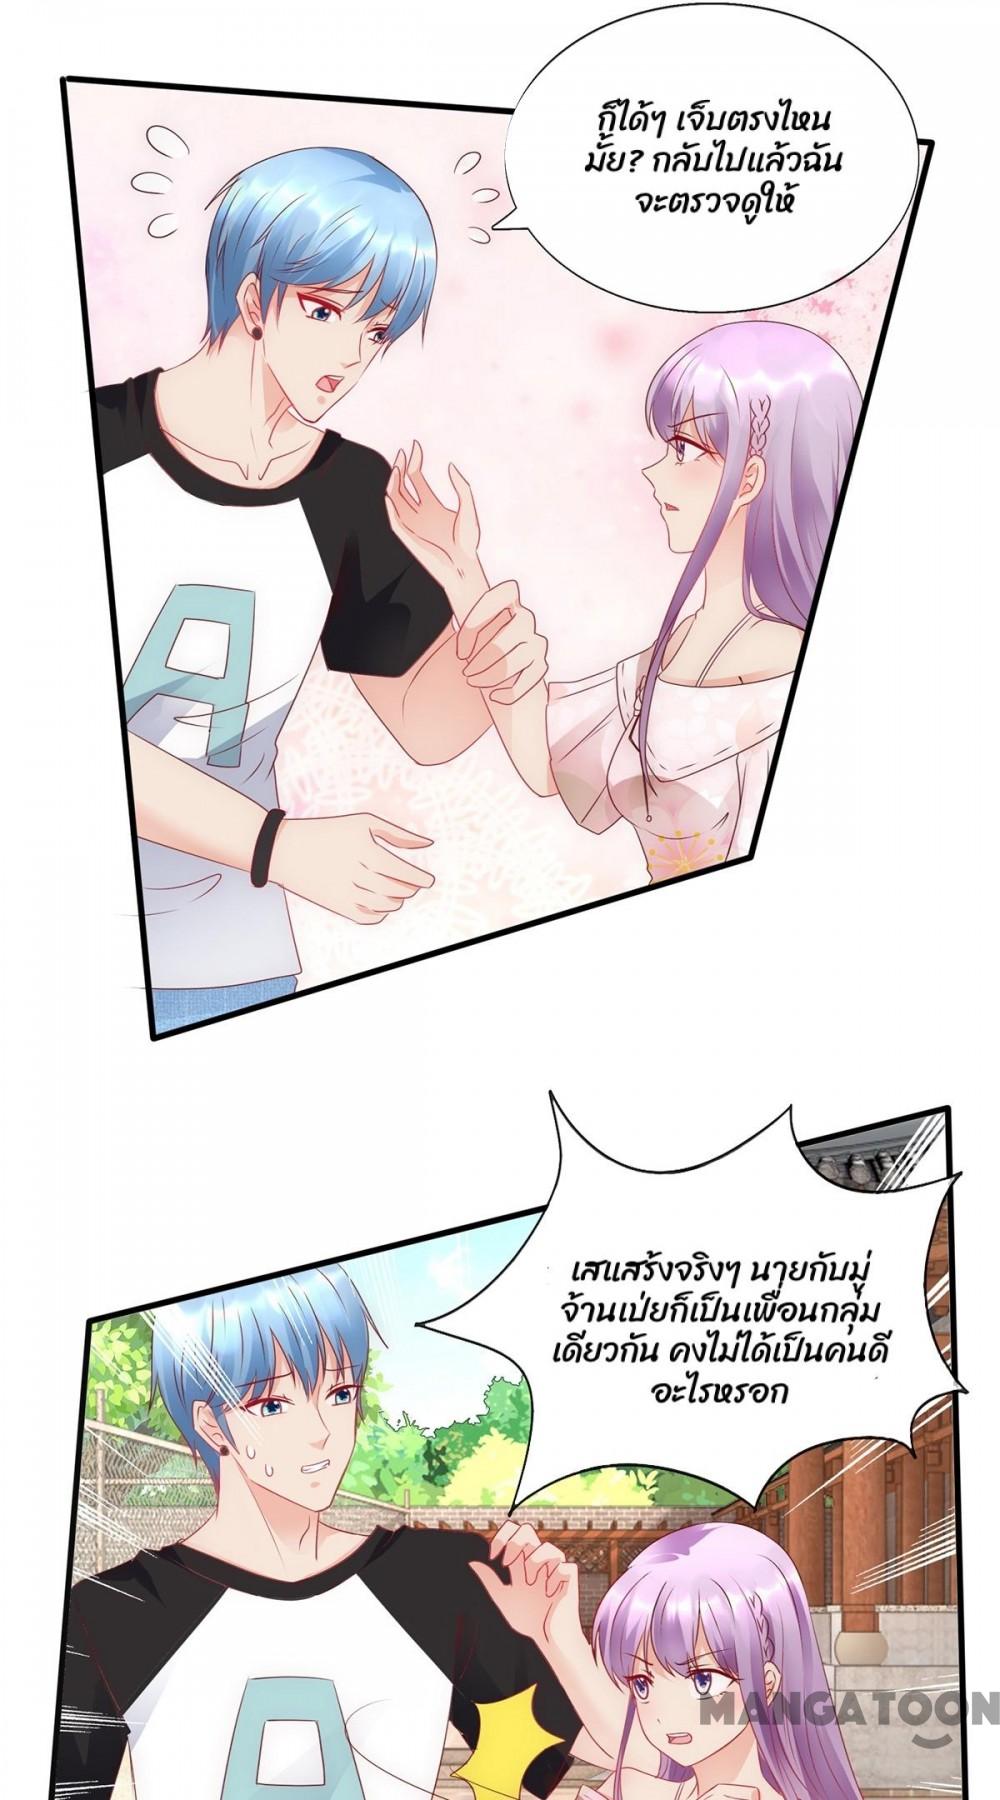 ก็ได้ๆ เจ็บตรงไหน
มั้ย? กลับไปแล้วฉัน
จะตรวจดูให้
เสแสร้งจริงๆ นายกับมู่
จ้านเป่ยก็เป็นเพื่อนกลุ่ม
เดียวกัน คงไม่ได้เป็นคนดี
อะไรหรอก
A
A
MANGATOON